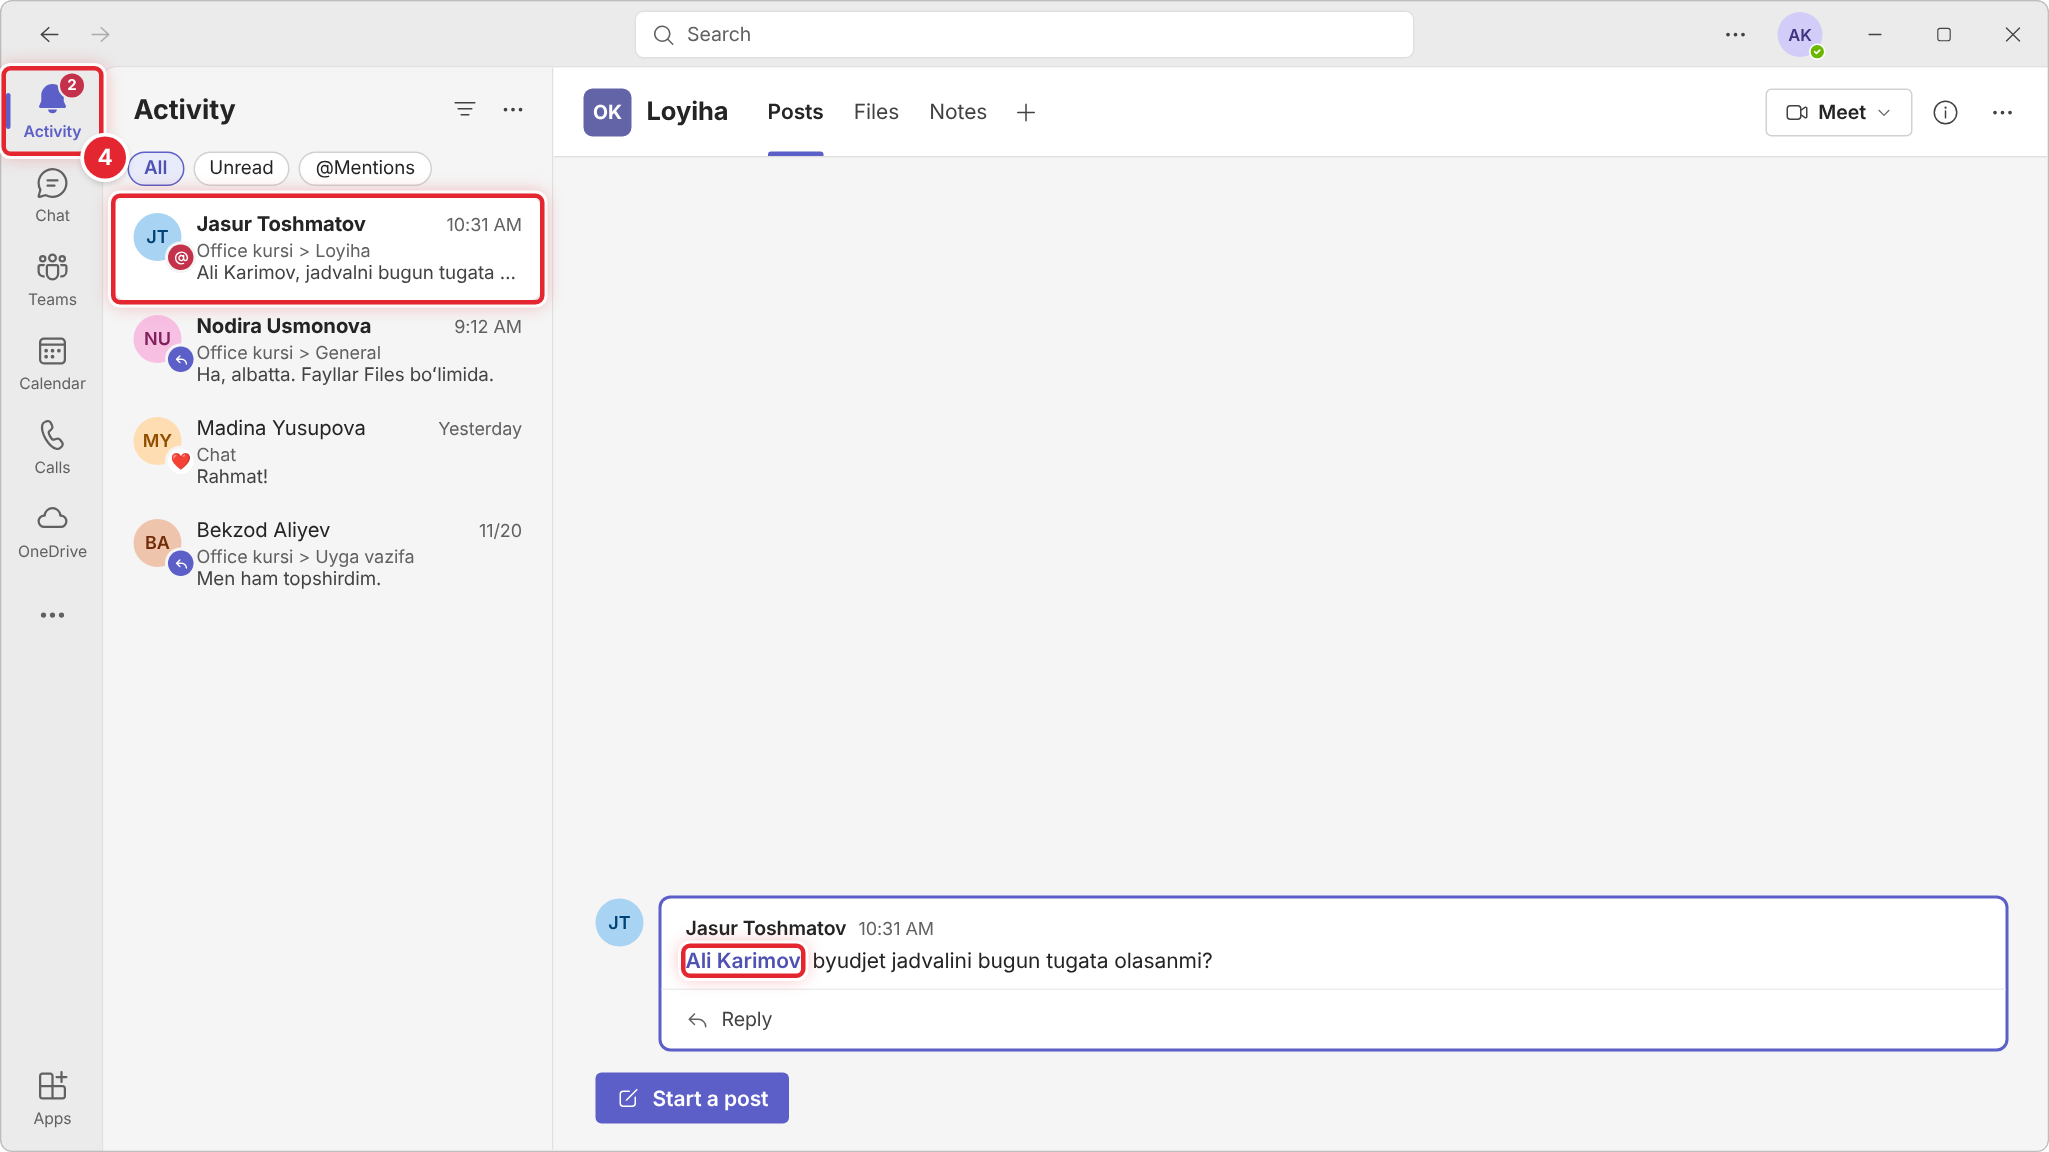 Search
AK
2
Activity
4
Chat
Teams
Calendar
Calls
OneDrive
Apps
Activity
All
Unread
@Mentions
JT
@
Jasur Toshmatov
10:31 AM
Office kursi > Loyiha
Ali Karimov, jadvalni bugun tugata ...
NU
Nodira Usmonova
9:12 AM
Office kursi > General
Ha, albatta. Fayllar Files boʻlimida.
MY
Madina Yusupova
Yesterday
Chat
Rahmat!
BA
Bekzod Aliyev
11/20
Office kursi > Uyga vazifa
Men ham topshirdim.
OK
Loyiha
Posts
Files
Notes
Meet
JT
Jasur Toshmatov 10:31 AM
Ali Karimov byudjet jadvalini bugun tugata olasanmi?
Reply
Start a post